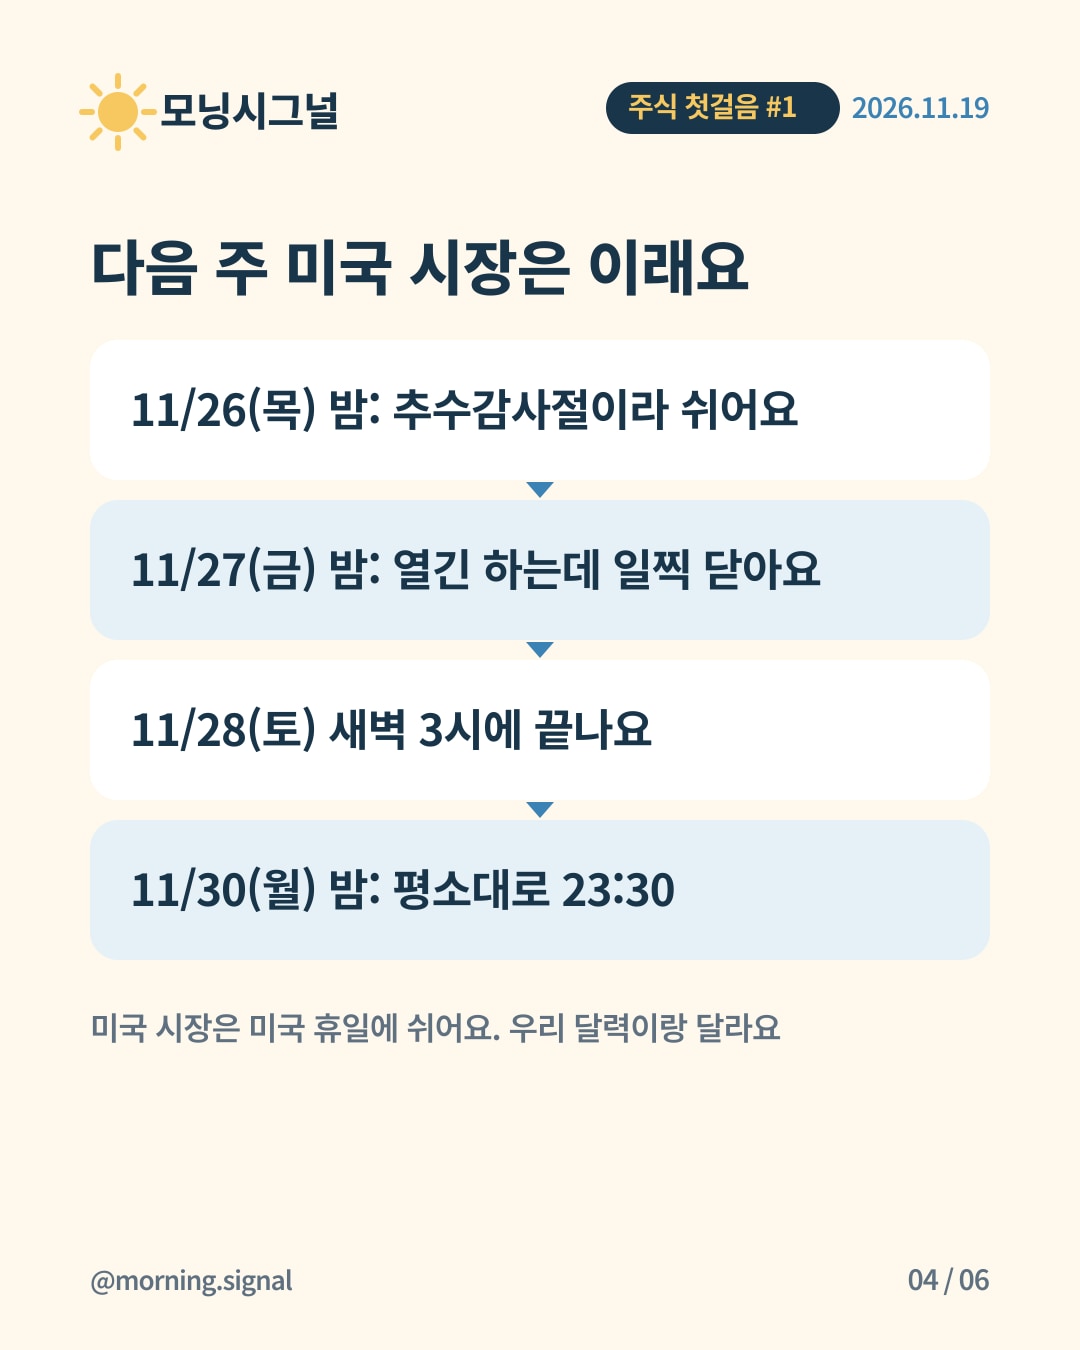 모닝시그널
주식 첫걸음 #1
2026.11.19
다음 주 미국 시장은 이래요
11/26(목) 밤: 추수감사절이라 쉬어요
11/27(금) 밤: 열긴 하는데 일찍 닫아요
11/28(토) 새벽 3시에 끝나요
11/30(월) 밤: 평소대로 23:30
미국 시장은 미국 휴일에 쉬어요. 우리 달력이랑 달라요
@morning.signal
04 / 06